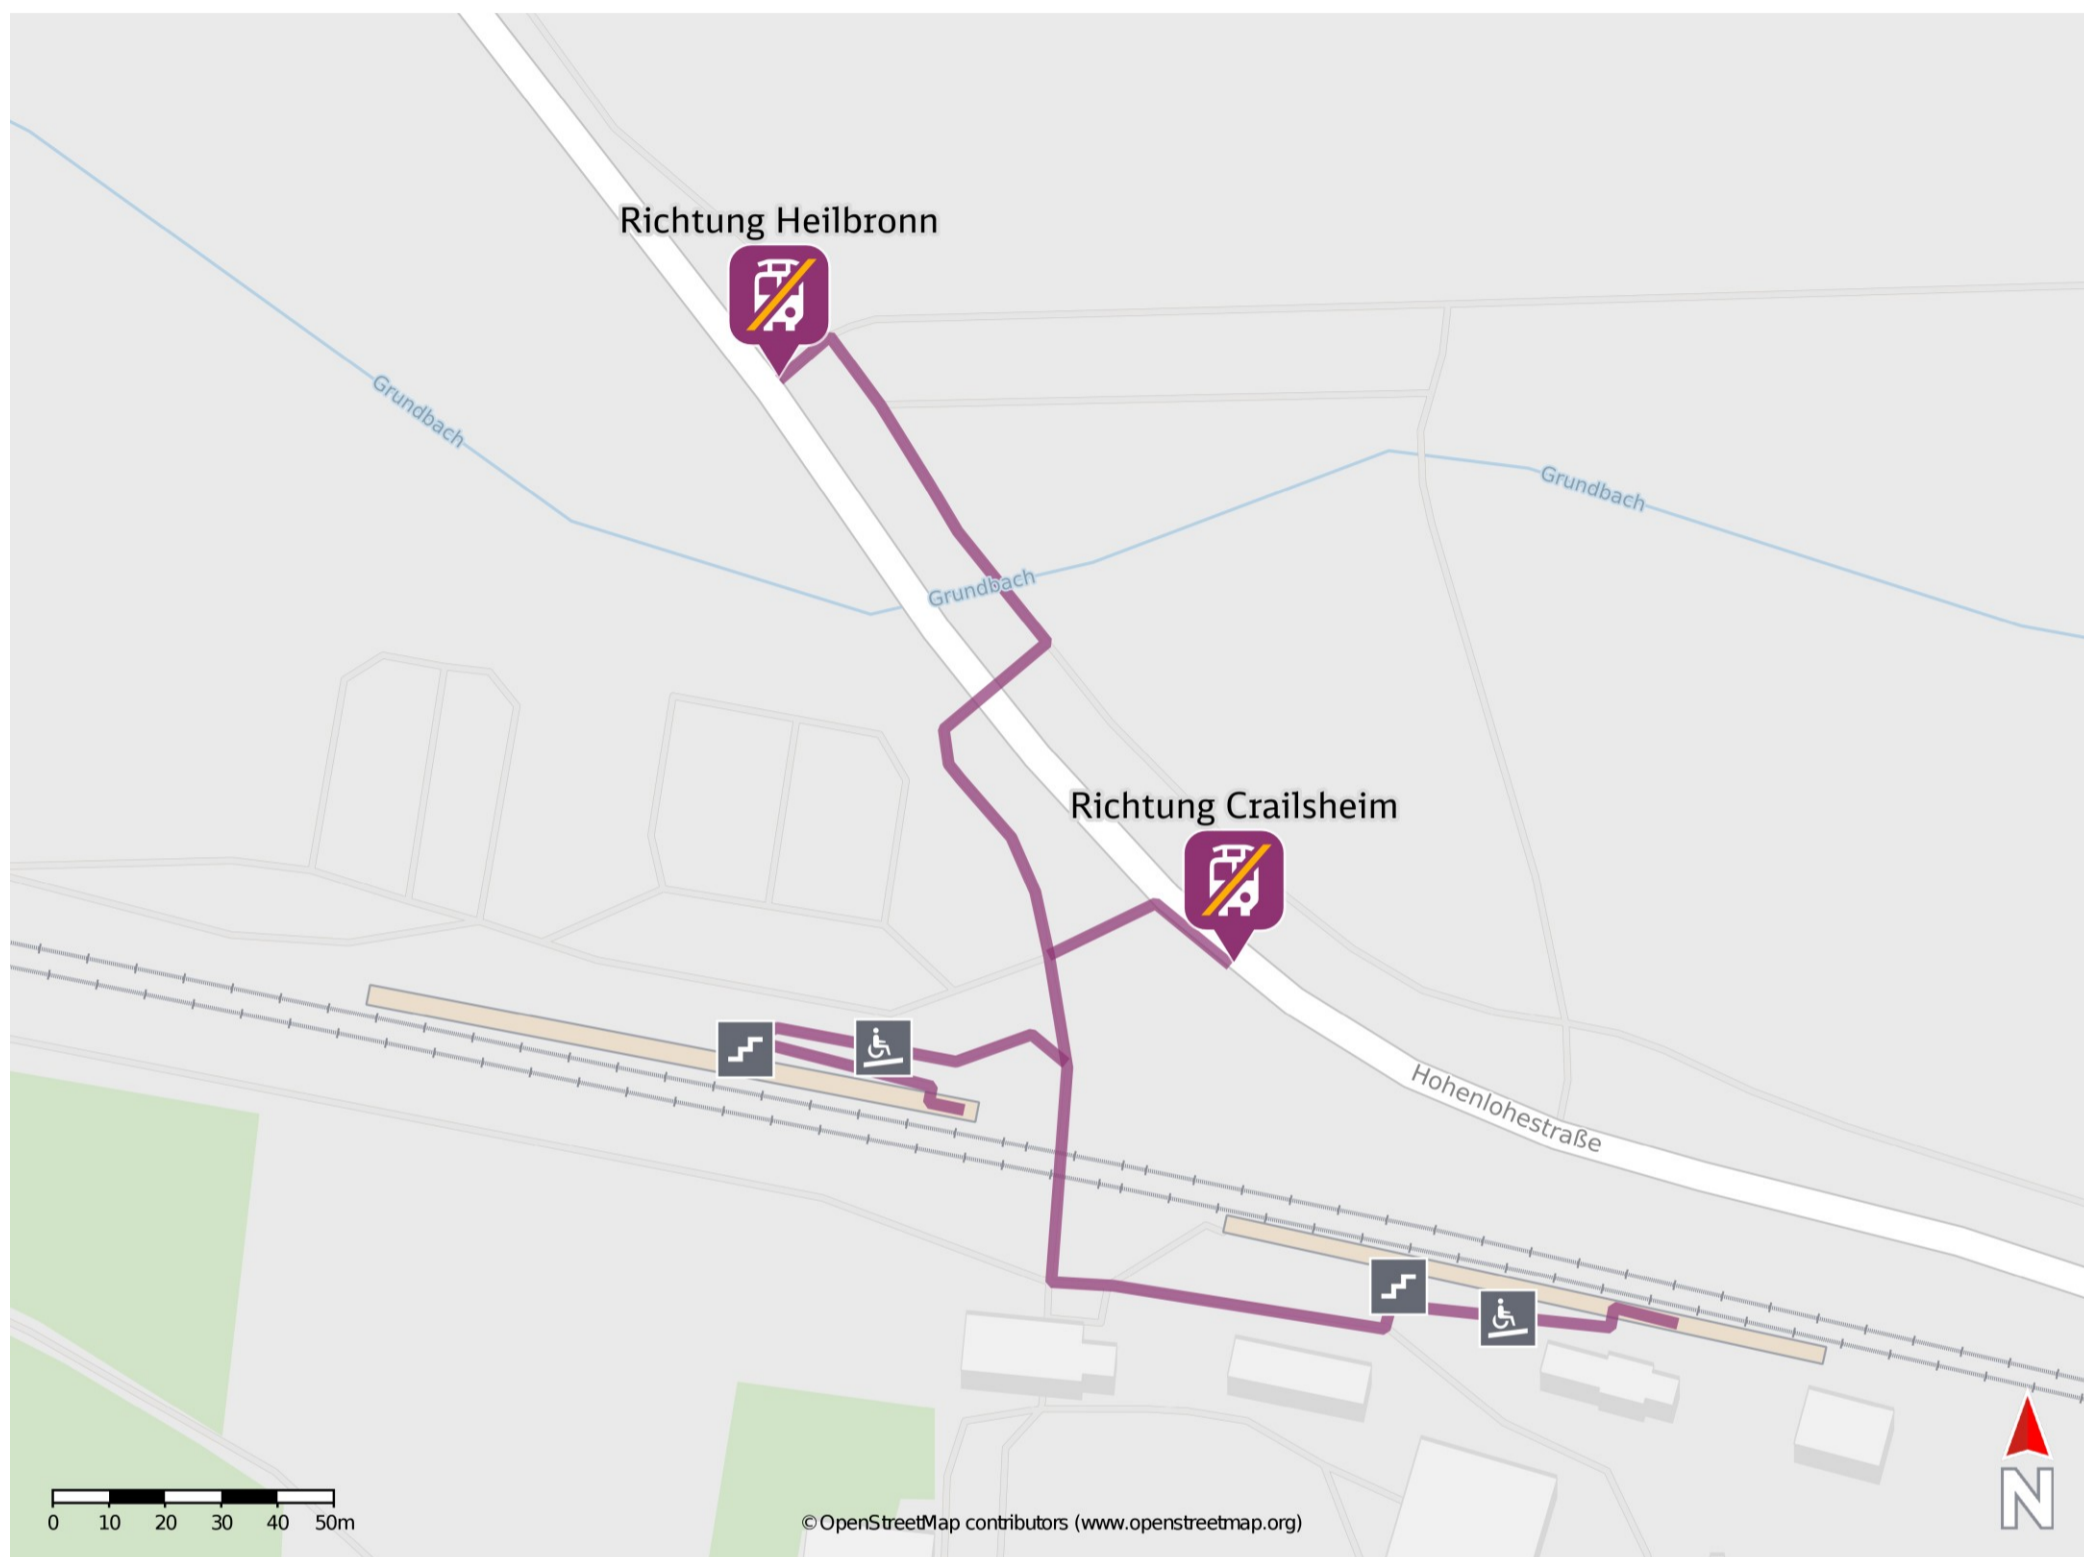 Richtung Heilbronn
Grundbach
Grundbach
Grundbach
Richtung Crailsheim
Hohenlohestraße
0 10 20 30 40 50m
©OpenStreetMap contributors (www.openstreetmap.org)
N